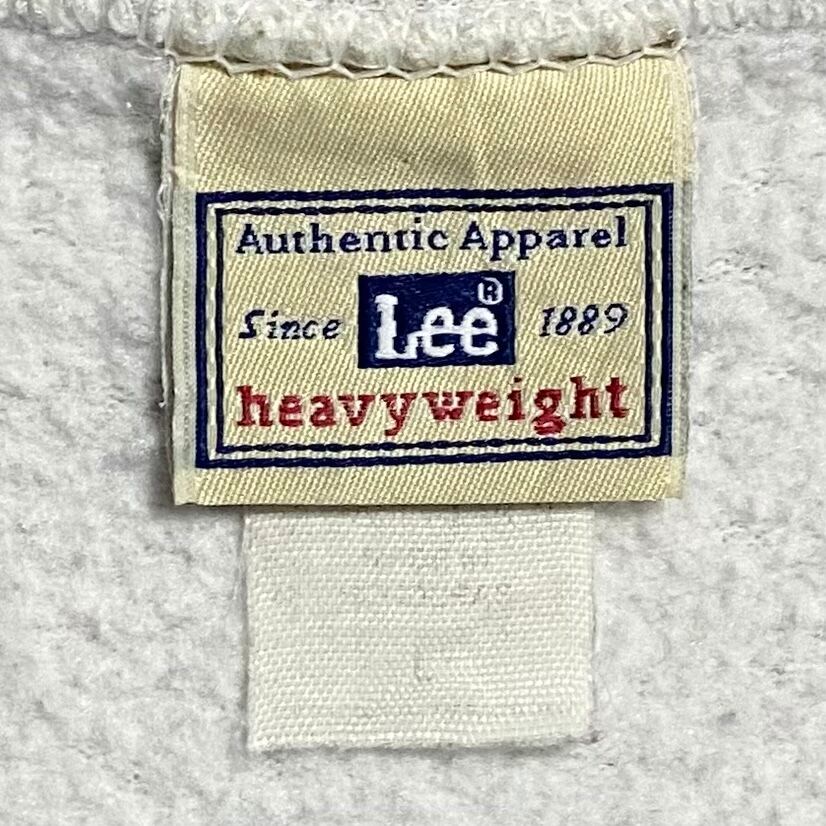 Authentic Apparel
Since Lee® 1889
heavyweight